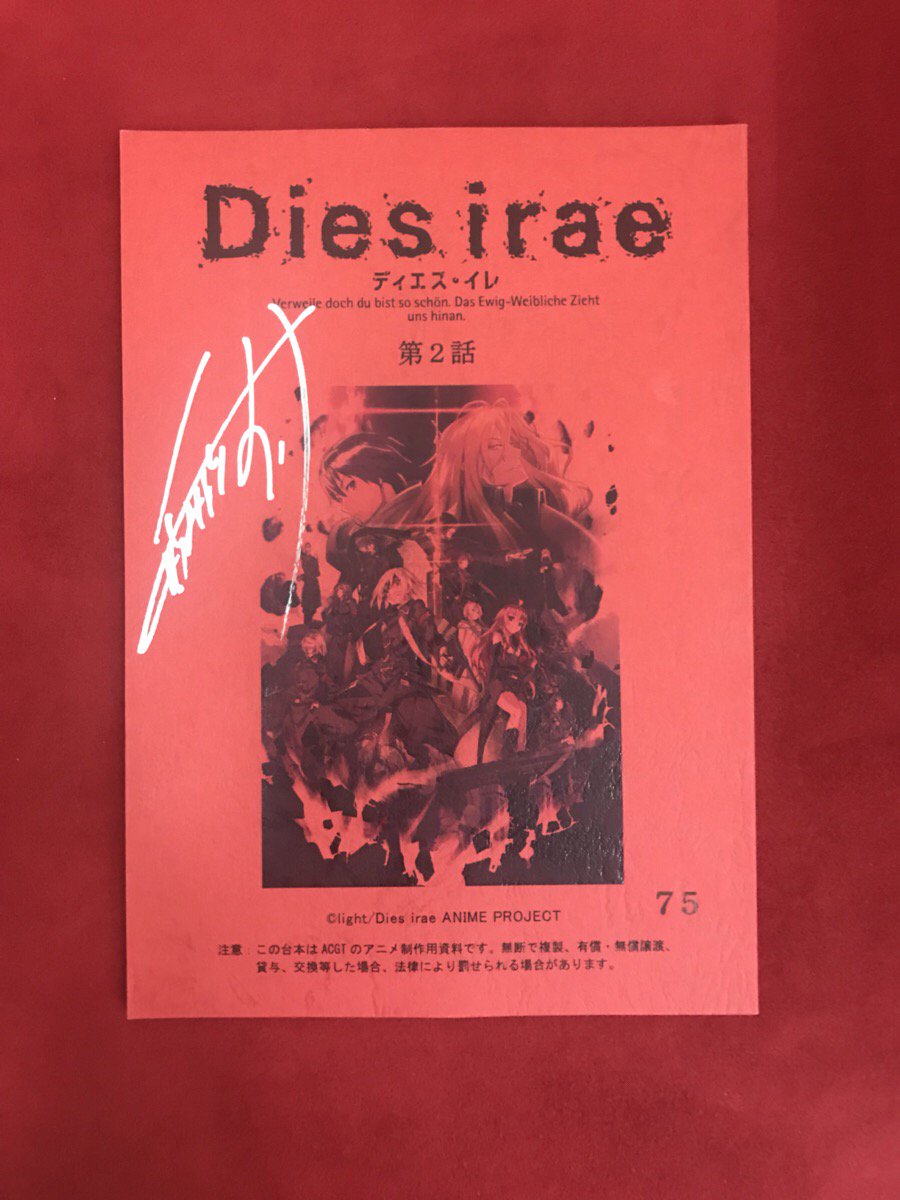 Dies irae
ディエス・イレ
Verweile doch du bist so schön. Das Ewig-Weibliche Zieht
uns hinan.
第2話
©light/Dies irae ANIME PROJECT
75
注意：この台本はACGTのアニメ制作用資料です。無断で複製、有償・無償譲渡、
貸与、交換等した場合、法律により罰せられる場合があります。